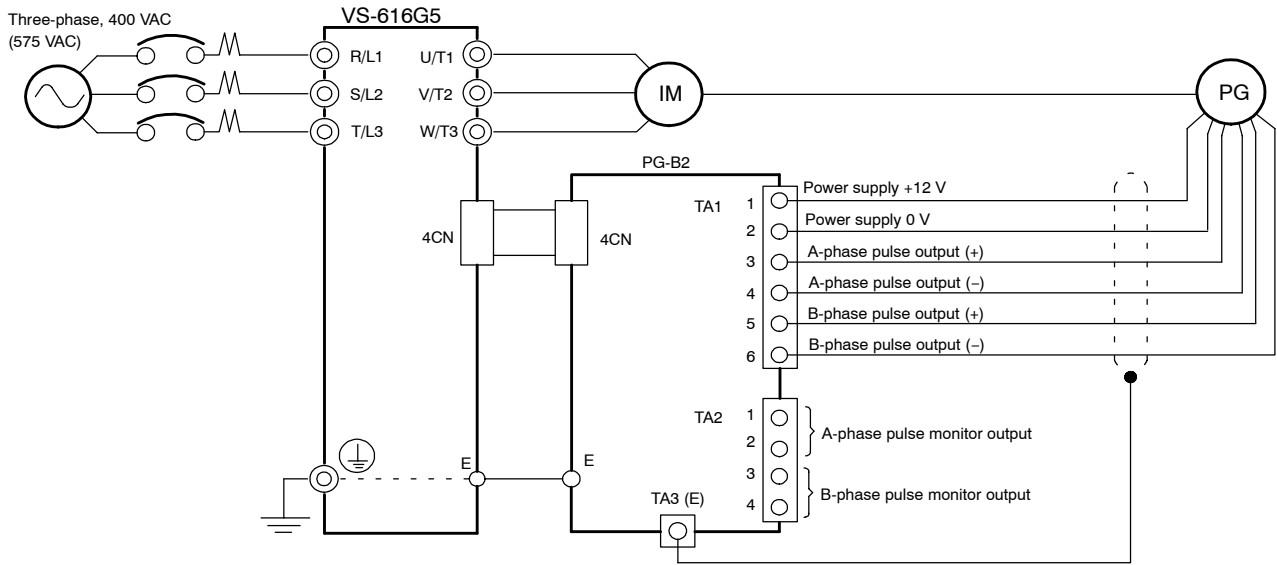 Three-phase, 400 VAC
(575 VAC)
VS-616G5
R/L1
U/T1
S/L2
V/T2
T/L3
W/T3
IM
PG
PG-B2
4CN
4CN
TA1
1
Power supply +12 V
2
Power supply 0 V
3
A-phase pulse output (+)
4
A-phase pulse output (−)
5
B-phase pulse output (+)
6
B-phase pulse output (−)
TA2
1
2
A-phase pulse monitor output
3
4
B-phase pulse monitor output
E
E
TA3 (E)